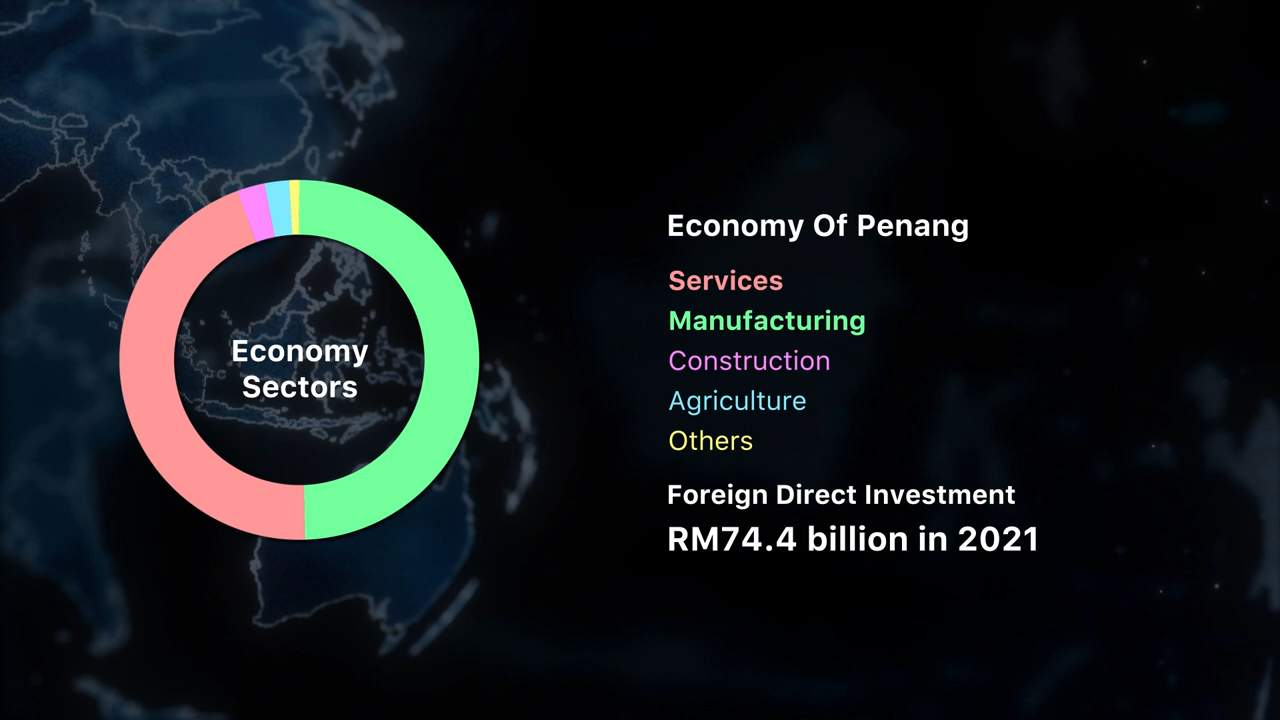 Economy
Sectors
Economy Of Penang
Services
Manufacturing
Construction
Agriculture
Others
Foreign Direct Investment
RM74.4 billion in 2021